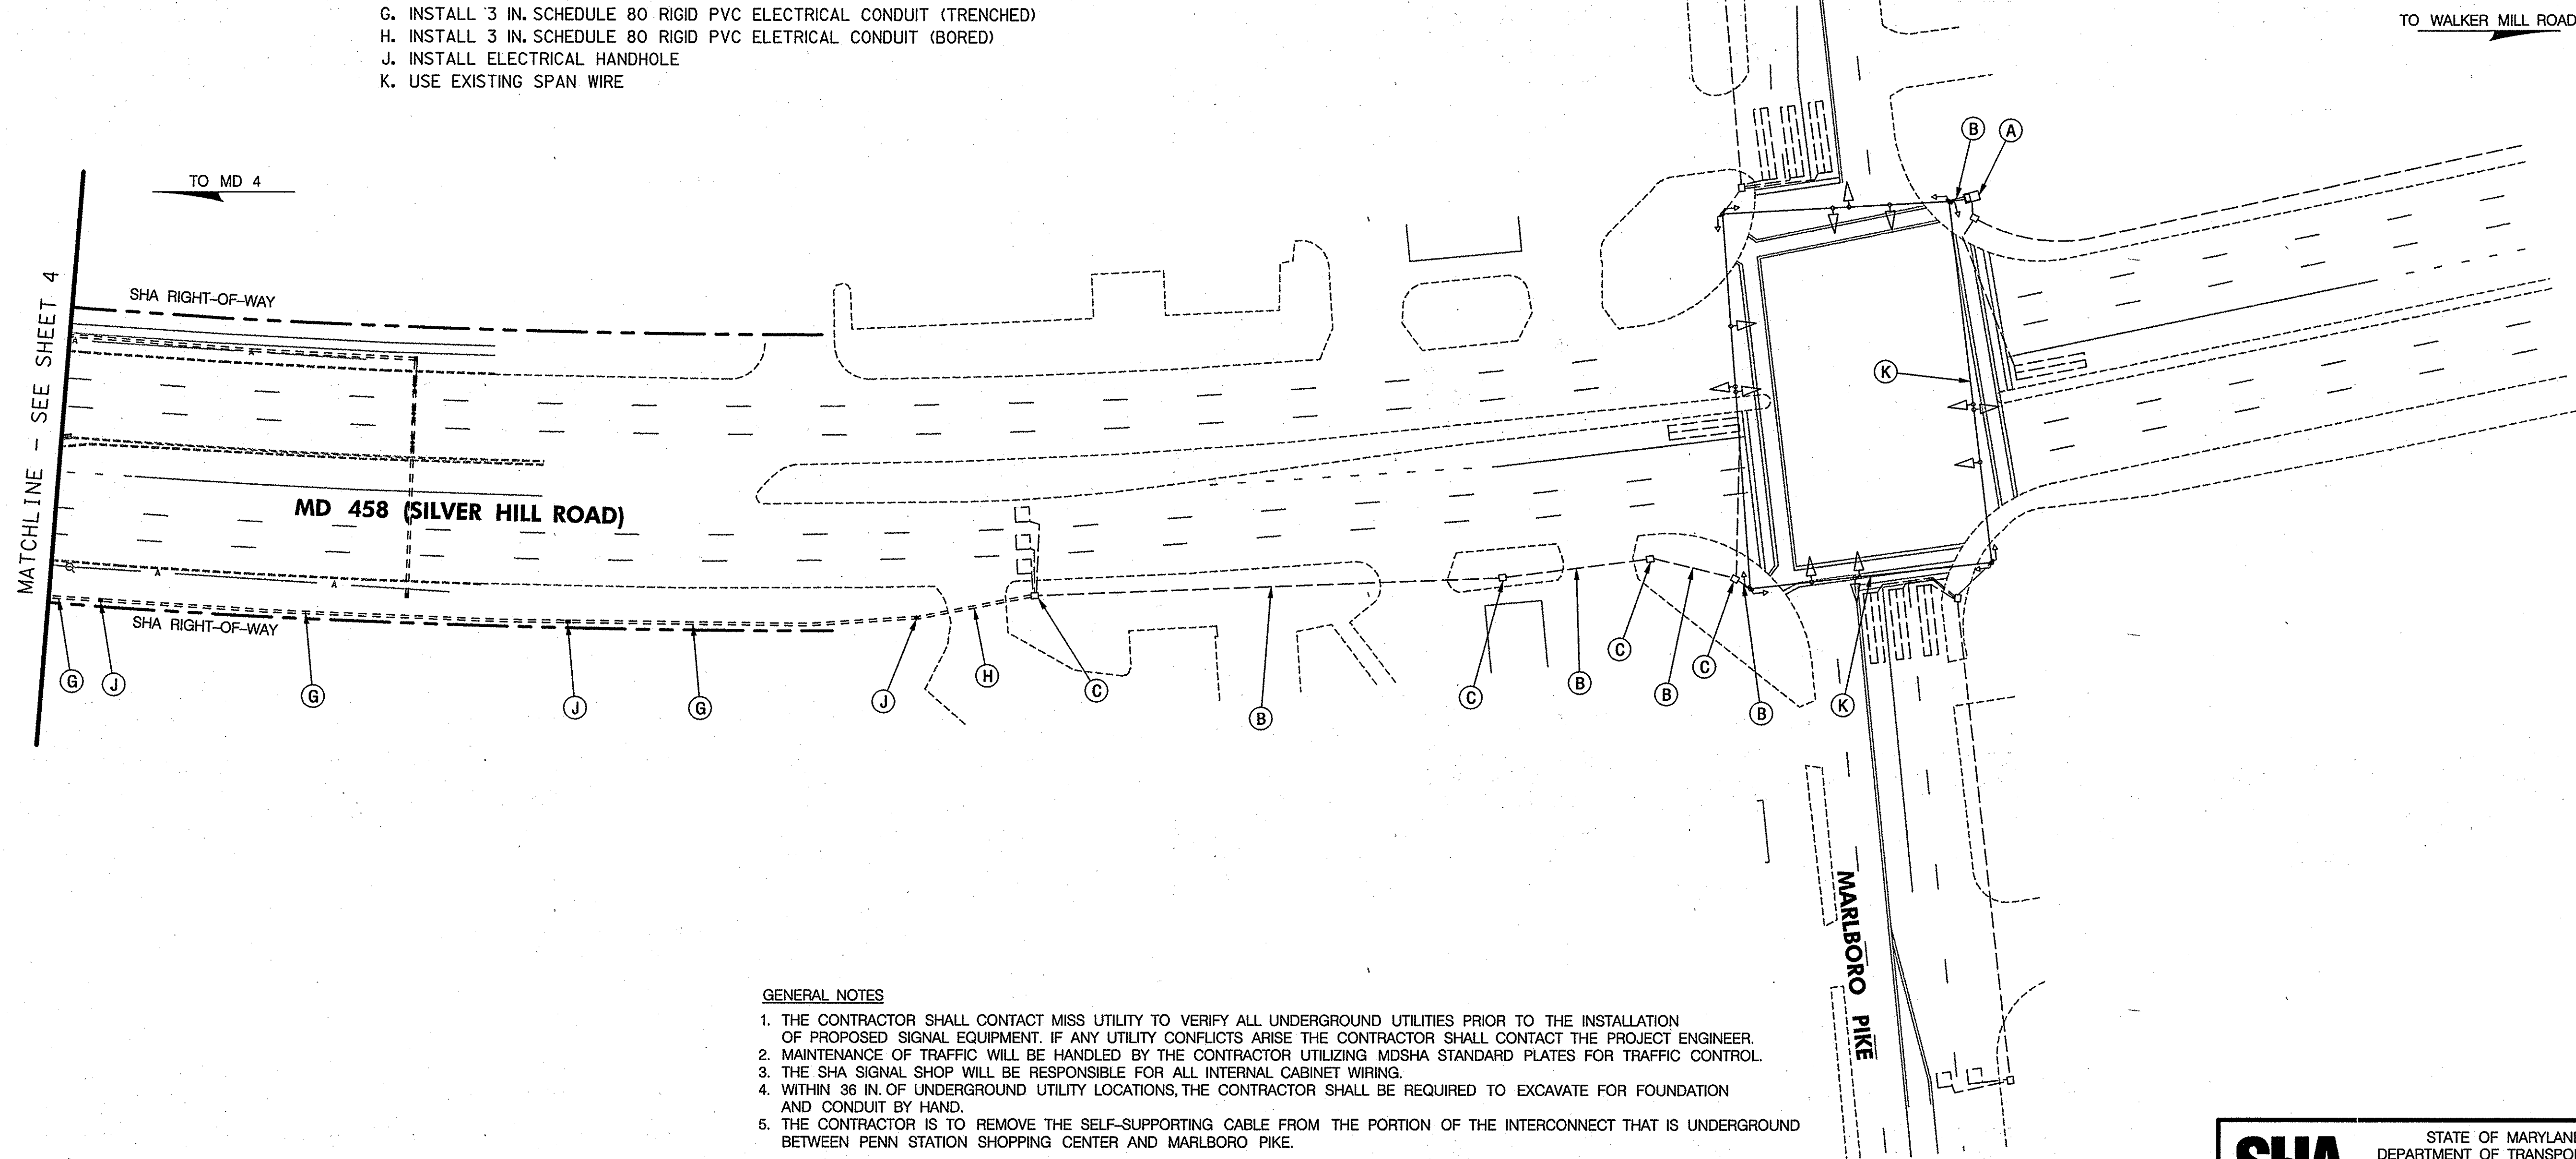 G. INSTALL 3 IN. SCHEDULE 80 RIGID PVC ELECTRICAL CONDUIT (TRENCHED)
H. INSTALL 3 IN. SCHEDULE 80 RIGID PVC ELETRICAL CONDUIT (BORED)
J. INSTALL ELECTRICAL HANDHOLE
K. USE EXISTING SPAN WIRE
TO WALKER MILL ROAD
B A
TO MD 4
MATCHLINE - SEE SHEET 4
SHA RIGHT-OF-WAY
A A
K
MD 458 (SILVER HILL ROAD)
A A
SHA RIGHT-OF-WAY
G J G J G J H C B C B C B C B K
MARLBORO PIKE
GENERAL NOTES
1. THE CONTRACTOR SHALL CONTACT MISS UTILITY TO VERIFY ALL UNDERGROUND UTILITIES PRIOR TO THE INSTALLATION
OF PROPOSED SIGNAL EQUIPMENT. IF ANY UTILITY CONFLICTS ARISE THE CONTRACTOR SHALL CONTACT THE PROJECT ENGINEER.
2. MAINTENANCE OF TRAFFIC WILL BE HANDLED BY THE CONTRACTOR UTILIZING MDSHA STANDARD PLATES FOR TRAFFIC CONTROL.
3. THE SHA SIGNAL SHOP WILL BE RESPONSIBLE FOR ALL INTERNAL CABINET WIRING.
4. WITHIN 36 IN. OF UNDERGROUND UTILITY LOCATIONS, THE CONTRACTOR SHALL BE REQUIRED TO EXCAVATE FOR FOUNDATION
AND CONDUIT BY HAND.
5. THE CONTRACTOR IS TO REMOVE THE SELF-SUPPORTING CABLE FROM THE PORTION OF THE INTERCONNECT THAT IS UNDERGROUND
BETWEEN PENN STATION SHOPPING CENTER AND MARLBORO PIKE.
SHA
STATE OF MARYLAN
DEPARTMENT OF TRANSPO